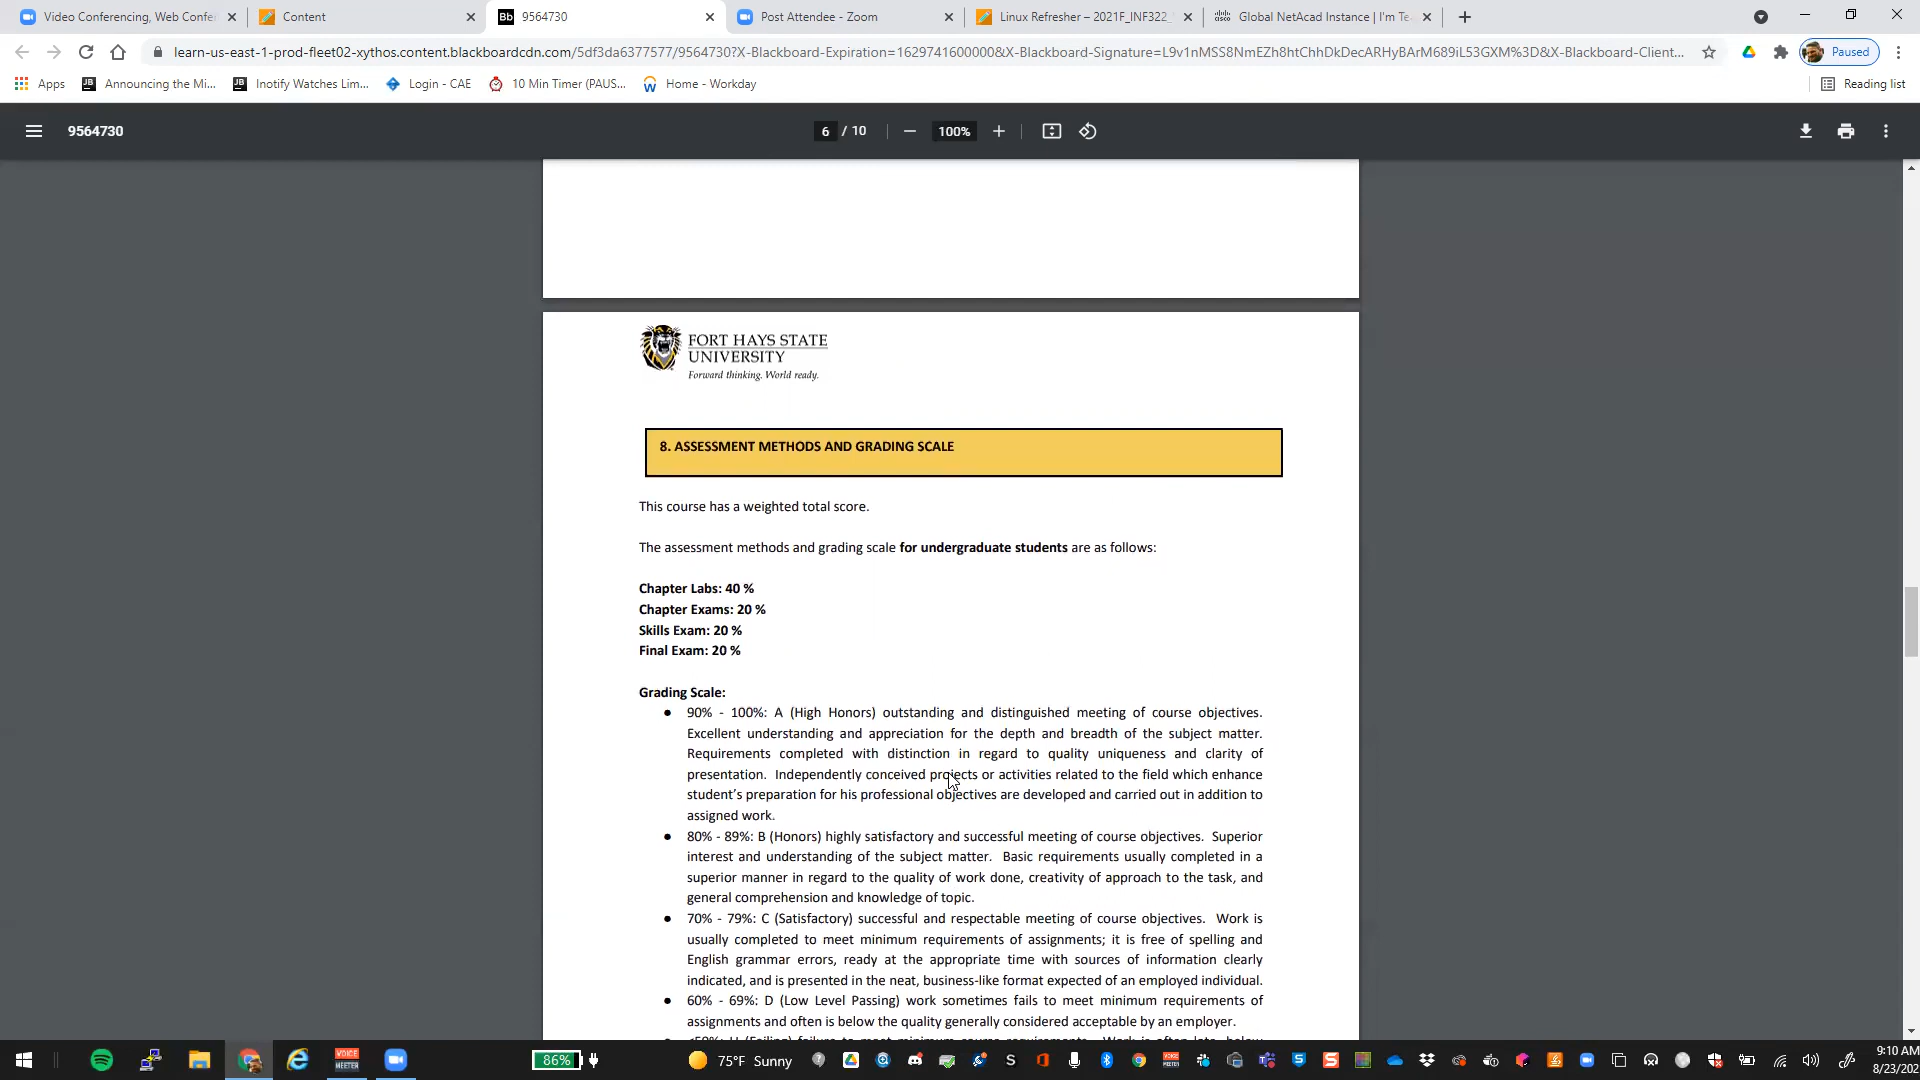 Video Conferencing, Web Confe
Content
Bb 9564730
Post Attendee - Zoom
Linux Refresher – 2021F_INF322_
Global NetAcad Instance | I'm Te
learn-us-east-1-prod-fleet02-xythos.content.blackboardcdn.com/5df3da6377577/9564730?X-Blackboard-Expiration=1629741600000&X-Blackboard-Signature=L9v1nMSS8NmEZh8htChhDkDecARHyBArM689iL53GXM%3D&X-Blackboard-Client...
Paused
Apps
Announcing the Mi...
Inotify Watches Lim...
Login - CAE
10 Min Timer (PAUS...
Home - Workday
Reading list
9564730
6 / 10
100%
FORT HAYS STATE
UNIVERSITY
Forward thinking. World ready.
8. ASSESSMENT METHODS AND GRADING SCALE
This course has a weighted total score.
The assessment methods and grading scale for undergraduate students are as follows:
Chapter Labs: 40 %
Chapter Exams: 20 %
Skills Exam: 20 %
Final Exam: 20 %
Grading Scale:
● 90% - 100%: A (High Honors) outstanding and distinguished meeting of course objectives.
Excellent understanding and appreciation for the depth and breadth of the subject matter.
Requirements completed with distinction in regard to quality uniqueness and clarity of
presentation. Independently conceived projects or activities related to the field which enhance
student's preparation for his professional objectives are developed and carried out in addition to
assigned work.
● 80% - 89%: B (Honors) highly satisfactory and successful meeting of course objectives. Superior
interest and understanding of the subject matter. Basic requirements usually completed in a
superior manner in regard to the quality of work done, creativity of approach to the task, and
general comprehension and knowledge of topic.
● 70% - 79%: C (Satisfactory) successful and respectable meeting of course objectives. Work is
usually completed to meet minimum requirements of assignments; it is free of spelling and
English grammar errors, ready at the appropriate time with sources of information clearly
indicated, and is presented in the neat, business-like format expected of an employed individual.
● 60% - 69%: D (Low Level Passing) work sometimes fails to meet minimum requirements of
assignments and often is below the quality generally considered acceptable by an employer.
VOICE
MEETER
86%
75°F Sunny
9:10 AM
8/23/202